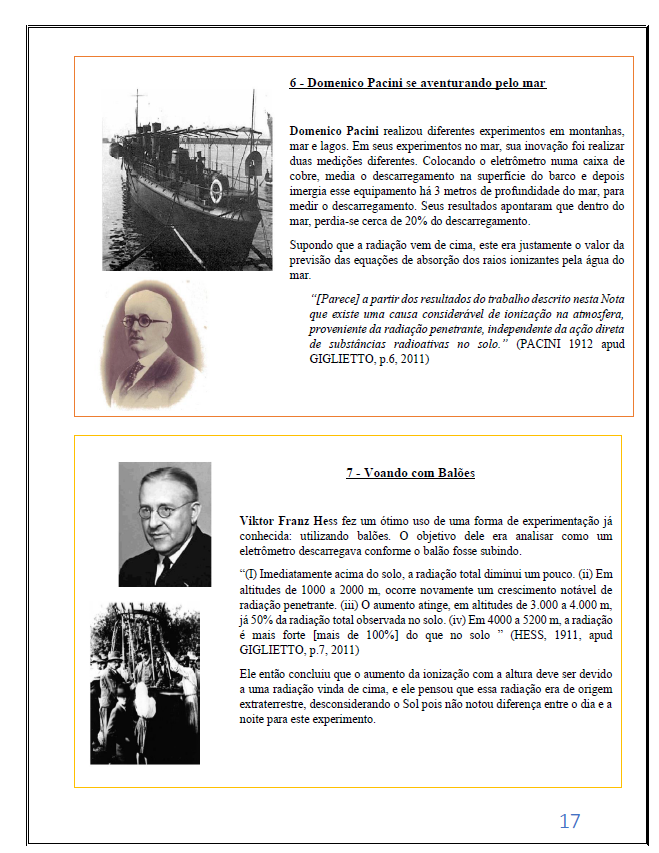 6 - Domenico Pacini se aventurando pelo mar
Domenico Pacini realizou diferentes experimentos em montanhas,
mar e lagos. Em seus experimentos no mar, sua inovação foi realizar
duas medições diferentes. Colocando o eletrômetro numa caixa de
cobre, media o descarregamento na superfície do barco e depois
imergia esse equipamento há 3 metros de profundidade do mar, para
medir o descarregamento. Seus resultados apontaram que dentro do
mar, perdia-se cerca de 20% do descarregamento.
Supondo que a radiação vem de cima, este era justamente o valor da
previsão das equações de absorção dos raios ionizantes pela água do
mar.
“[Parece] a partir dos resultados do trabalho descrito nesta Nota
que existe uma causa considerável de ionização na atmosfera,
proveniente da radiação penetrante, independente da ação direta
de substâncias radioativas no solo.” (PACINI 1912 apud
GIGLIETTO, p.6, 2011)
7 - Voando com Balões
Viktor Franz Hess fez um ótimo uso de uma forma de experimentação já
conhecida: utilizando balões. O objetivo dele era analisar como um
eletrômetro descarregava conforme o balão fosse subindo.
“(I) Imediatamente acima do solo, a radiação total diminui um pouco. (ii) Em
altitudes de 1000 a 2000 m, ocorre novamente um crescimento notável de
radiação penetrante. (iii) O aumento atinge, em altitudes de 3.000 a 4.000 m,
já 50% da radiação total observada no solo. (iv) Em 4000 a 5200 m, a radiação
é mais forte [mais de 100%] do que no solo ” (HESS, 1911, apud
GIGLIETTO, p.7, 2011)
Ele então concluiu que o aumento da ionização com a altura deve ser devido
a uma radiação vinda de cima, e ele pensou que essa radiação era de origem
extraterrestre, desconsiderando o Sol pois não notou diferença entre o dia e a
noite para este experimento.
17